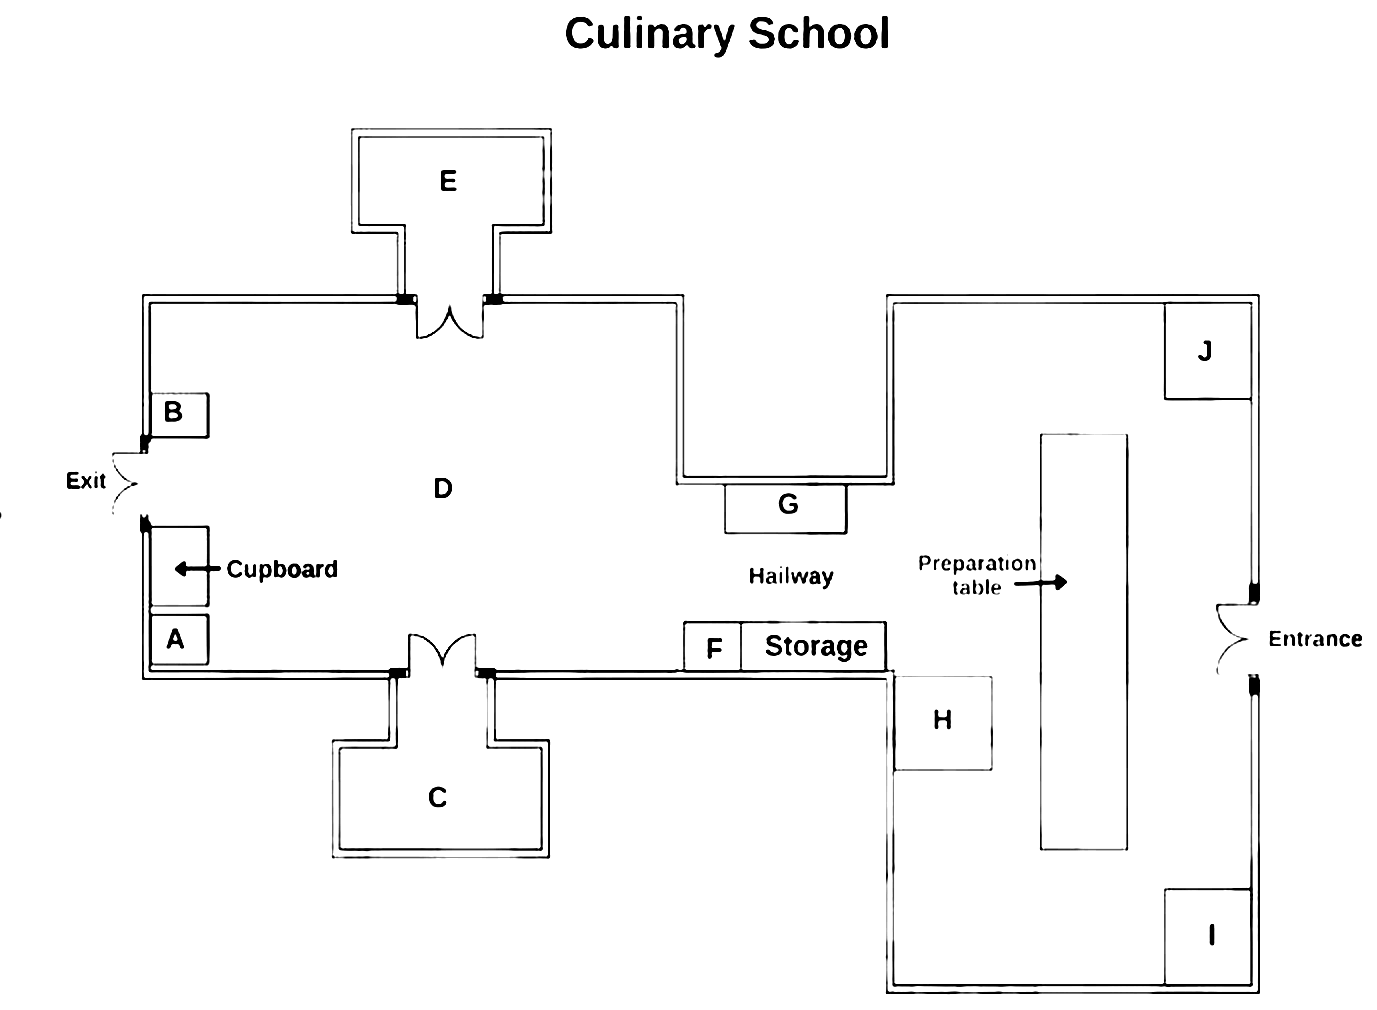 Culinary School
E
J
B
Exit
D
G
Cupboard
Hailway
Preparation
table
A
F
Storage
Entrance
H
C
I